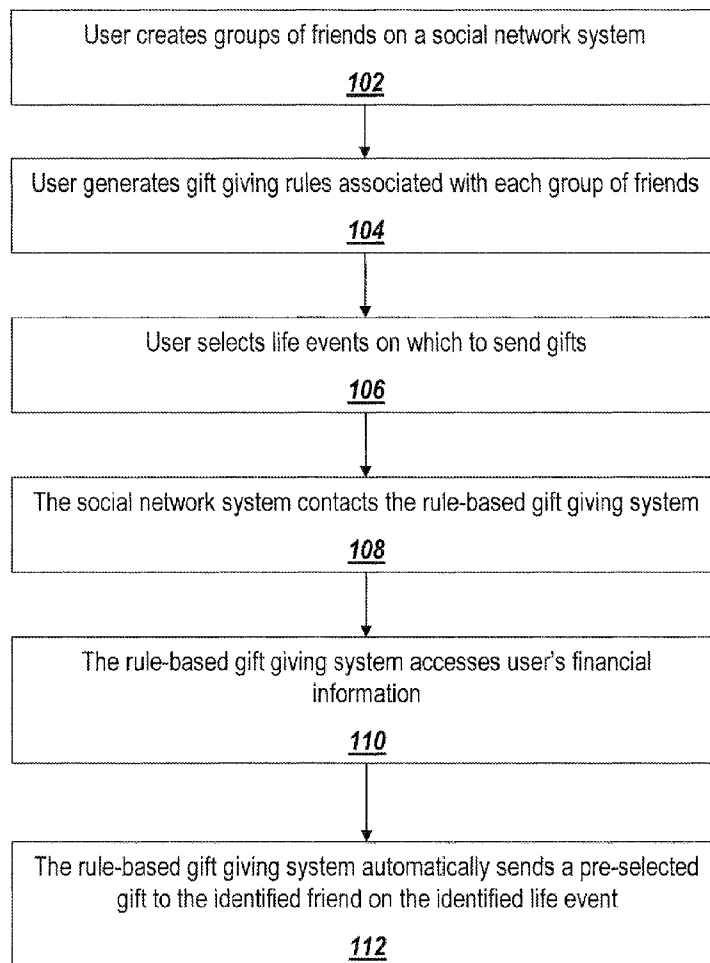 User creates groups of friends on a social network system
102
User generates gift giving rules associated with each group of friends
104
User selects life events on which to send gifts
106
The social network system contacts the rule-based gift giving system
108
The rule-based gift giving system accesses user's financial
information
110
The rule-based gift giving system automatically sends a pre-selected
gift to the identified friend on the identified life event
112